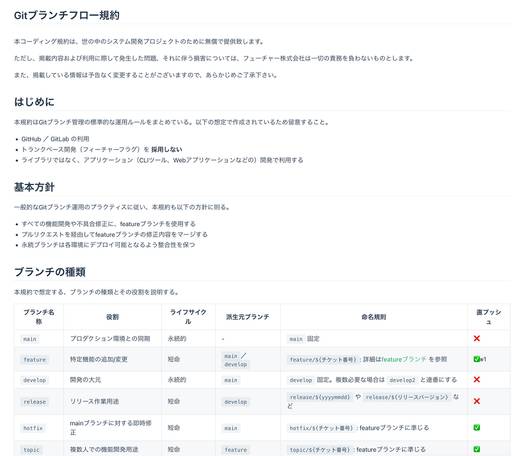 Gitブランチフロー規約
本コーディング規約は、世の中のシステム開発プロジェクトのために無償で提供致します。
ただし、掲載内容および利用に際して発生した問題、それに伴う損害については、フューチャー株式会社は一切の責務を負わないものとします。
また、掲載している情報は予告なく変更することがございますので、あらかじめご了承下さい。
はじめに
本規約はGitブランチ管理の標準的な運用ルールをまとめている。以下の想定で作成されているため留意すること。
• GitHub ／ GitLab の利用
• トランクベース開発（フィーチャーフラグ）を 採用しない
• ライブラリではなく、アプリケーション（CLIツール、Webアプリケーションなどの）開発で利用する
基本方針
一般的なGitブランチ運用のプラクティスに従い、本規約も以下の方針に則る。
• すべての機能開発や不具合修正に、featureブランチを使用する
• プルリクエストを経由してfeatureブランチの修正内容をマージする
• 永続ブランチは各環境にデプロイ可能となるよう整合性を保つ
ブランチの種類
本規約で想定する、ブランチの種類とその役割を説明する。
ブランチ名称 役割 ライフサイクル 派生元ブランチ 命名規則 直プッシュ
main プロダクション環境との同期 永続的 - main 固定 ❌
feature 特定機能の追加/変更 短命 main ／ develop feature/${チケット番号} : 詳細はfeatureブランチ を参照 ✅※1
develop 開発の大元 永続的 main develop 固定。複数必要な場合は develop2 と連番にする ❌
release リリース作業用途 短命 develop release/${yyyymmdd} や release/${リリースバージョン} など ❌
hotfix mainブランチに対する即時修正 短命 main hotfix/${チケット番号} : featureブランチに準じる ✅
topic 複数人での機能開発用途 短命 feature topic/${チケット番号} : featureブランチに準じる ✅